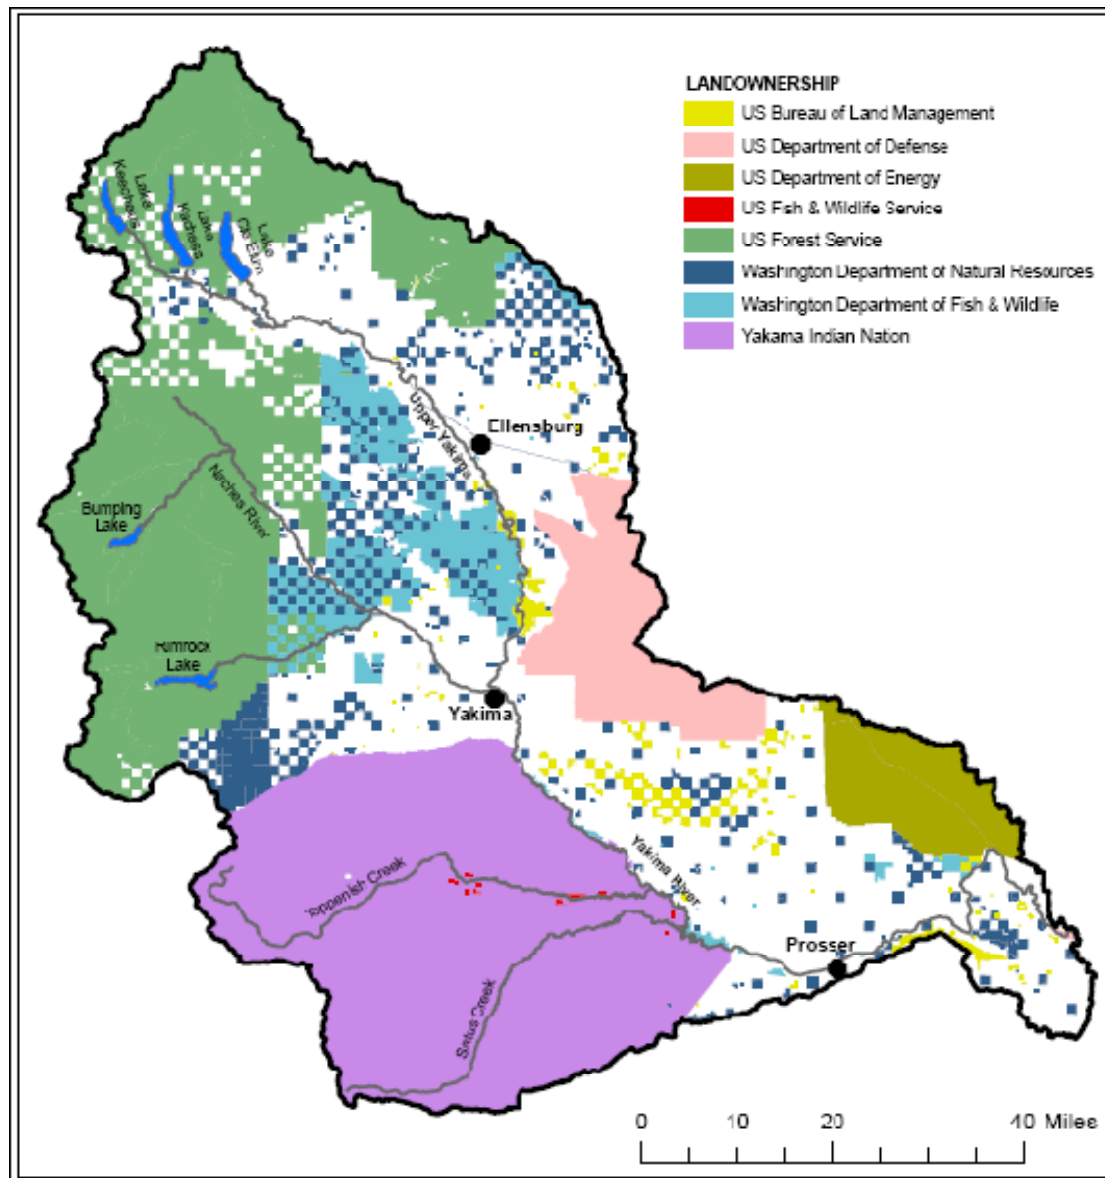 LANDOWNERSHIP
US Bureau of Land Management
US Department of Defense
US Department of Energy
US Fish & Wildlife Service
US Forest Service
Washington Department of Natural Resources
Washington Department of Fish & Wildlife
Yakama Indian Nation
Lake
Keechelus
Lake
Kachess
Lake
Cle Elum
Upper Yakima
Ellensburg
Naches River
Bumping
Lake
Rimrock
Lake
Yakima
Yakima River
Toppenish Creek
Satus Creek
Prosser
0 10 20 40 Miles